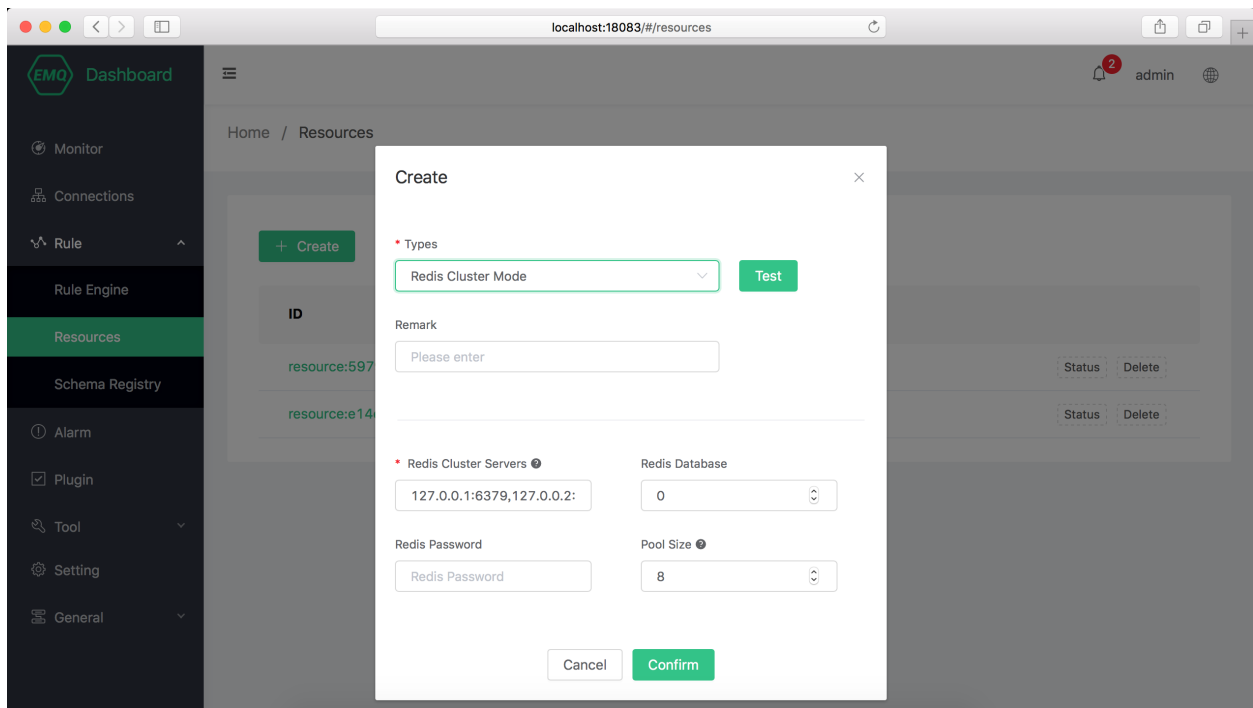 localhost:18083/#/resources
EMQ Dashboard
2
admin
Home / Resources
Monitor
Connections
Rule
Rule Engine
Resources
Schema Registry
Alarm
Plugin
Tool
Setting
General
+ Create
ID
resource:597
Status Delete
resource:e14
Status Delete
Create
* Types
Redis Cluster Mode
Test
Remark
Please enter
* Redis Cluster Servers Redis Database
127.0.0.1:6379,127.0.0.2: 0
Redis Password Pool Size
Redis Password 8
Cancel Confirm